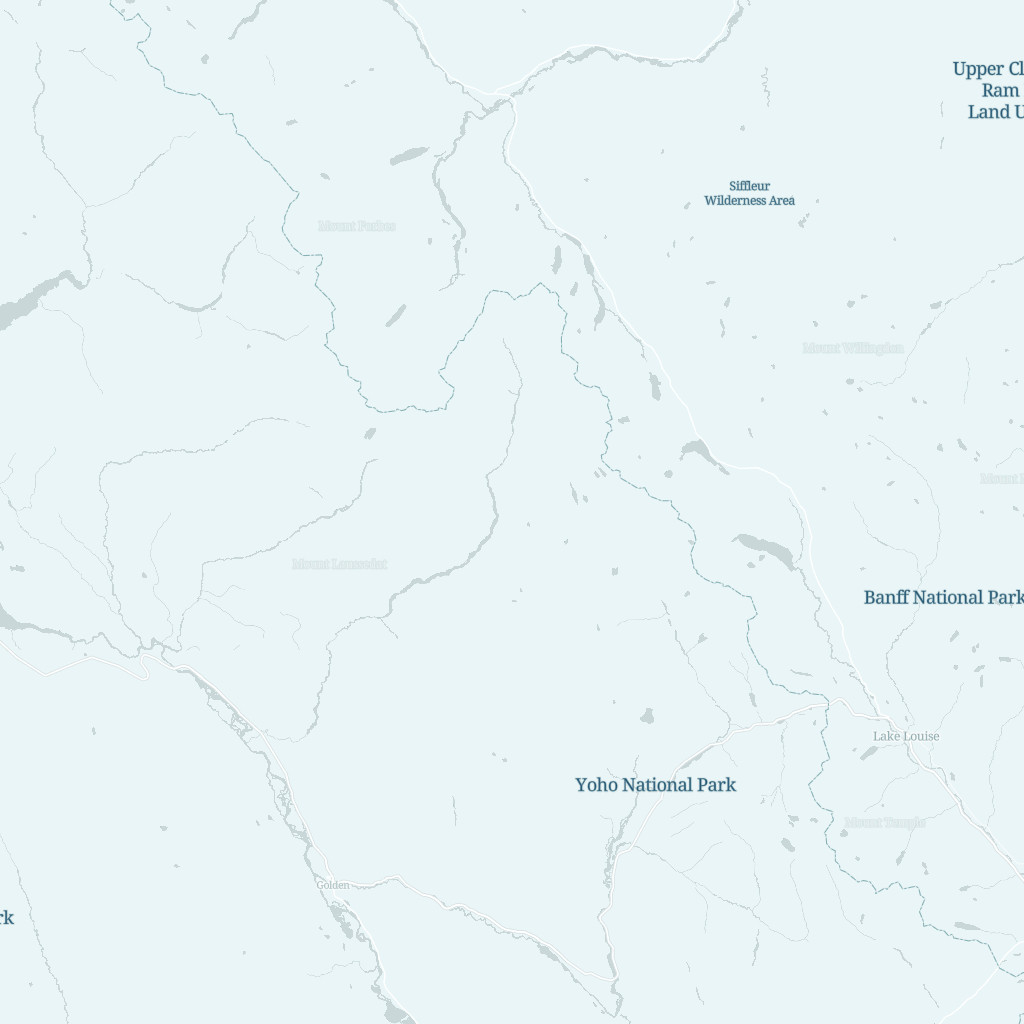 Upper Cl
Ram
Land U
Siffleur
Wilderness Area
Mount Forbes
Mount Willingdon
Mount
Mount Laussedat
Banff National Park
Lake Louise
Yoho National Park
Mount Temple
Golden
rk